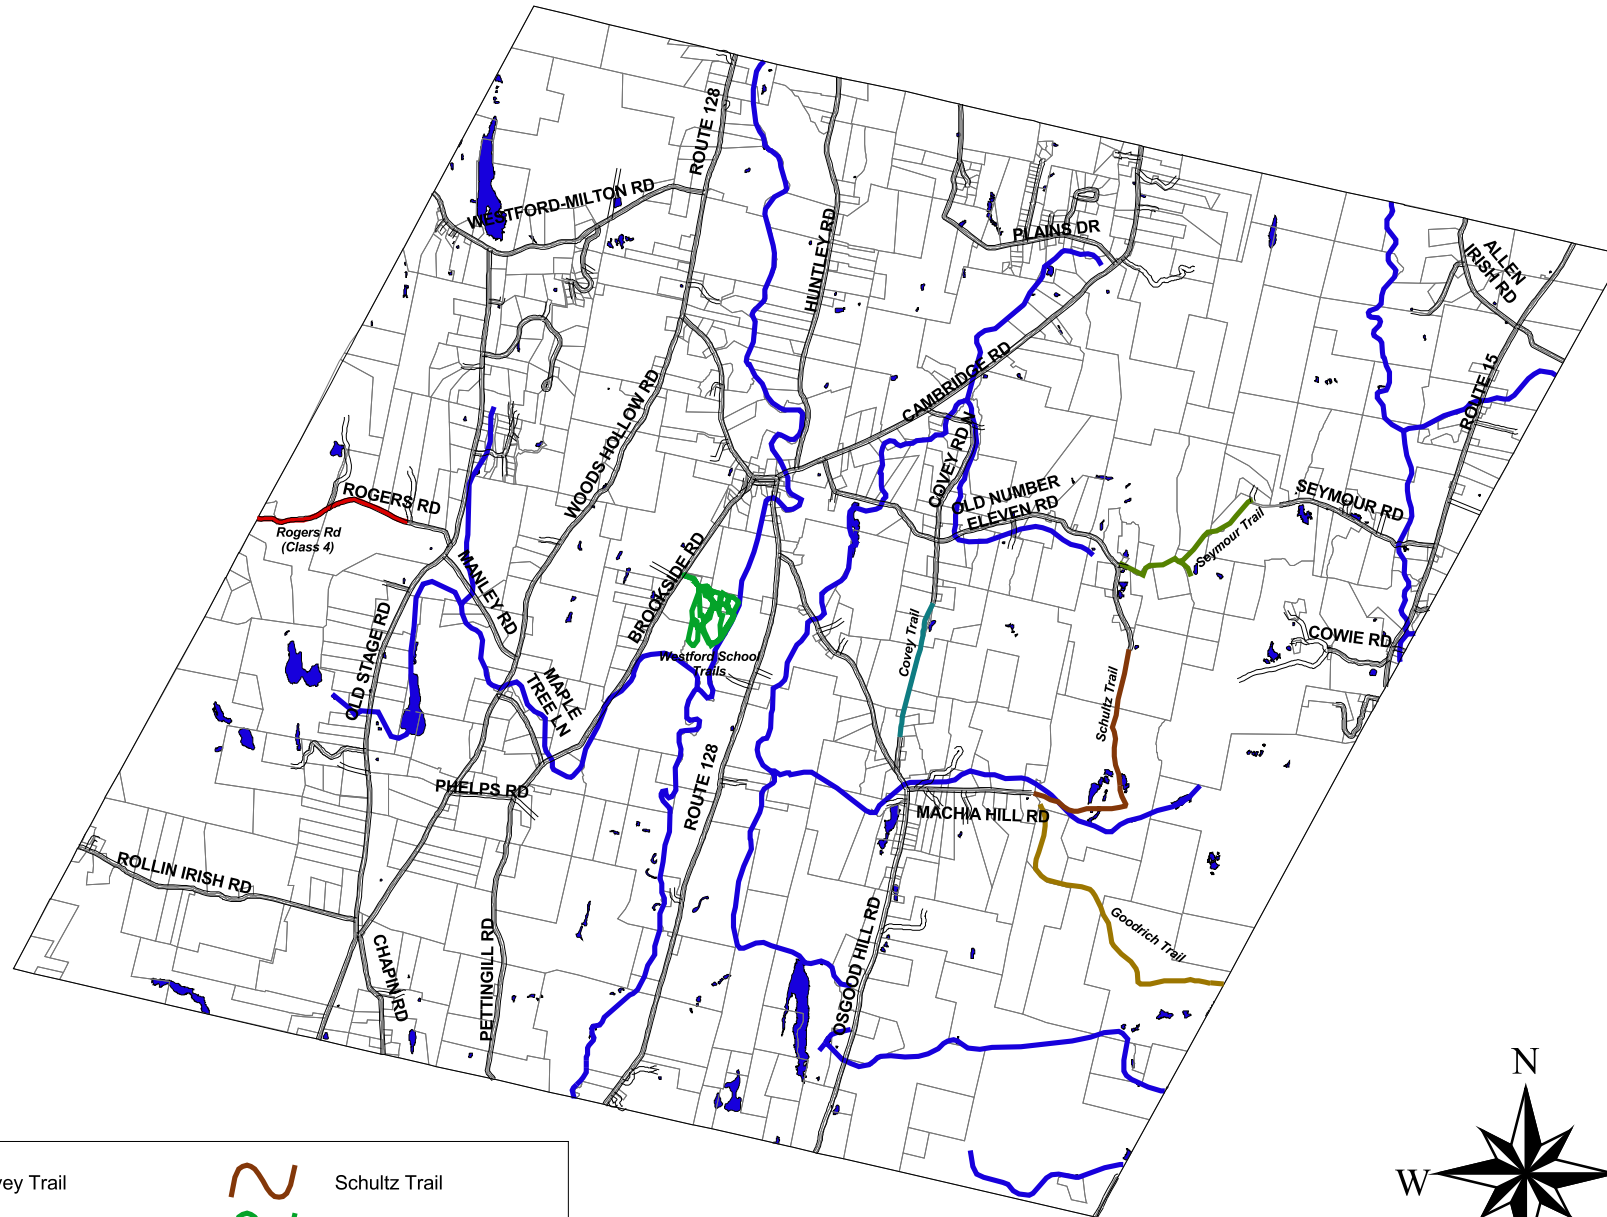 ROUTE 128
WESTFORD-MILTON RD
HUNTLEY RD
PLAINS DR
ALLEN
IRISH RD
ROUTE 15
CAMBRIDGE RD
WOODS HOLLOW RD
COVEY RD N
OLD NUMBER
ELEVEN RD
SEYMOUR RD
Seymour Trail
ROGERS RD
Rogers Rd
(Class 4)
MANLEY RD
BROOKSIDE RD
OLD STAGE RD
Westford School
Trails
Covey Trail
COWIE RD
MAPLE
TREE LN
Schultz Trail
ROUTE 128
PHELPS RD
MACHIA HILL RD
ROLLIN IRISH RD
Goodrich Trail
OSGOOD HILL RD
CHAPIN RD
PETTINGILL RD
N
W
vey Trail
Schultz Trail